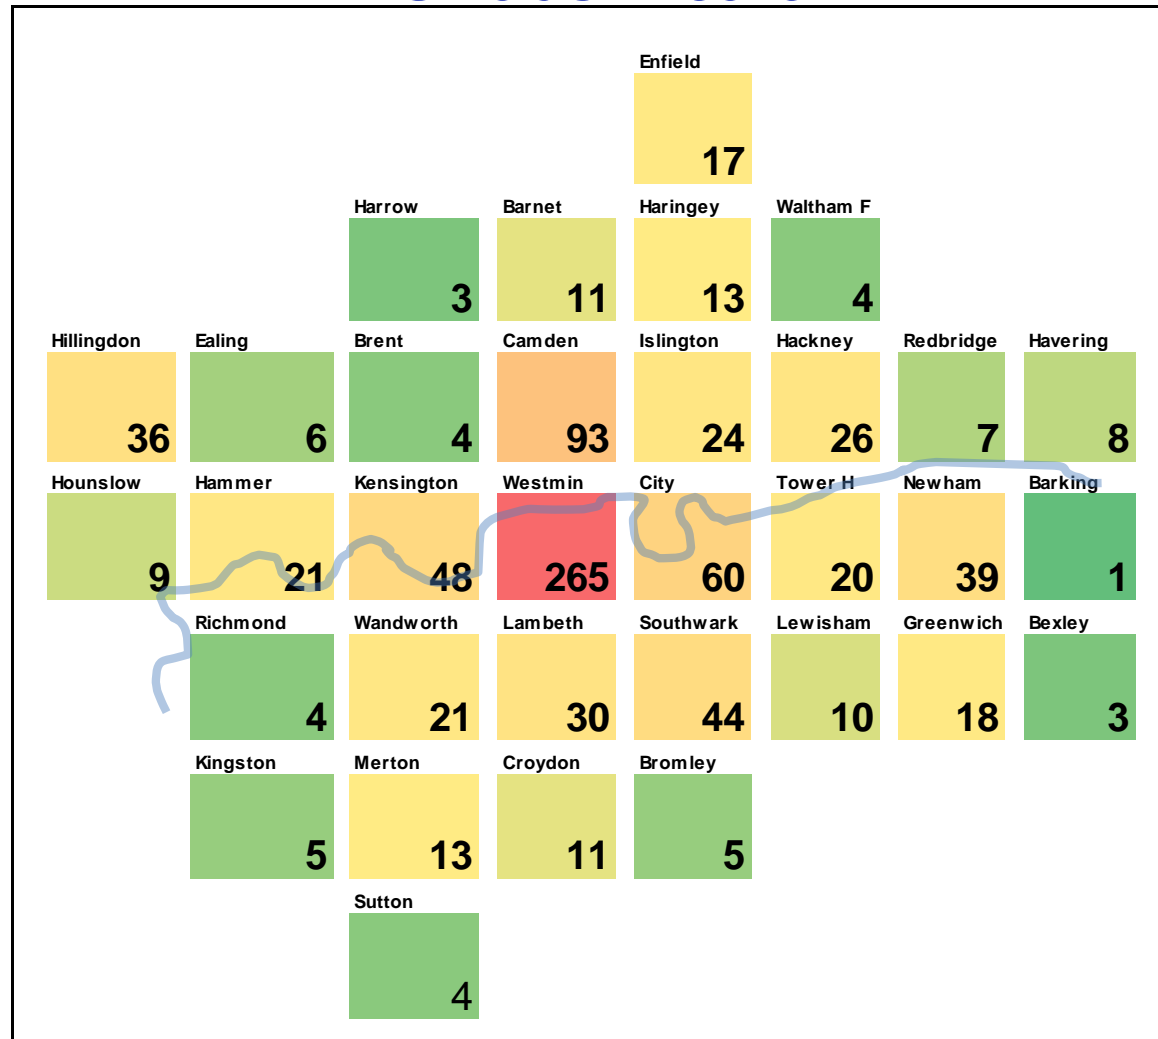 Enfield
17
Harrow Barnet Haringey Waltham F
3 11 13 4
Hillingdon Ealing Brent Camden Islington Hackney Redbridge Havering
36 6 4 93 24 26 7 8
Hounslow Hammer Kensington Westmin City Tower H Newham Barking
9 21 48 265 60 20 39 1
Richmond Wandworth Lambeth Southwark Lewisham Greenwich Bexley
4 21 30 44 10 18 3
Kingston Merton Croydon Bromley
5 13 11 5
Sutton
4